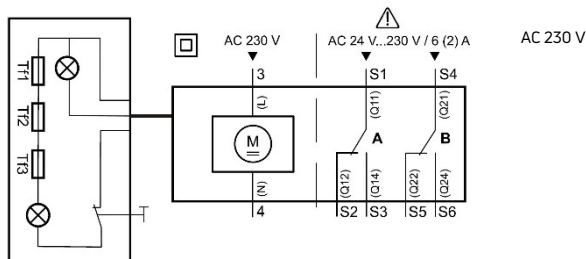 AC 230 V
AC 24 V...230 V / 6 (2) A
AC 230 V
Tf1
Tf2
Tf3
3
S1
S4
(L)
(Q11)
(Q21)
M
A
B
(N)
(Q12)
(Q14)
(Q22)
(Q24)
4
S2
S3
S5
S6